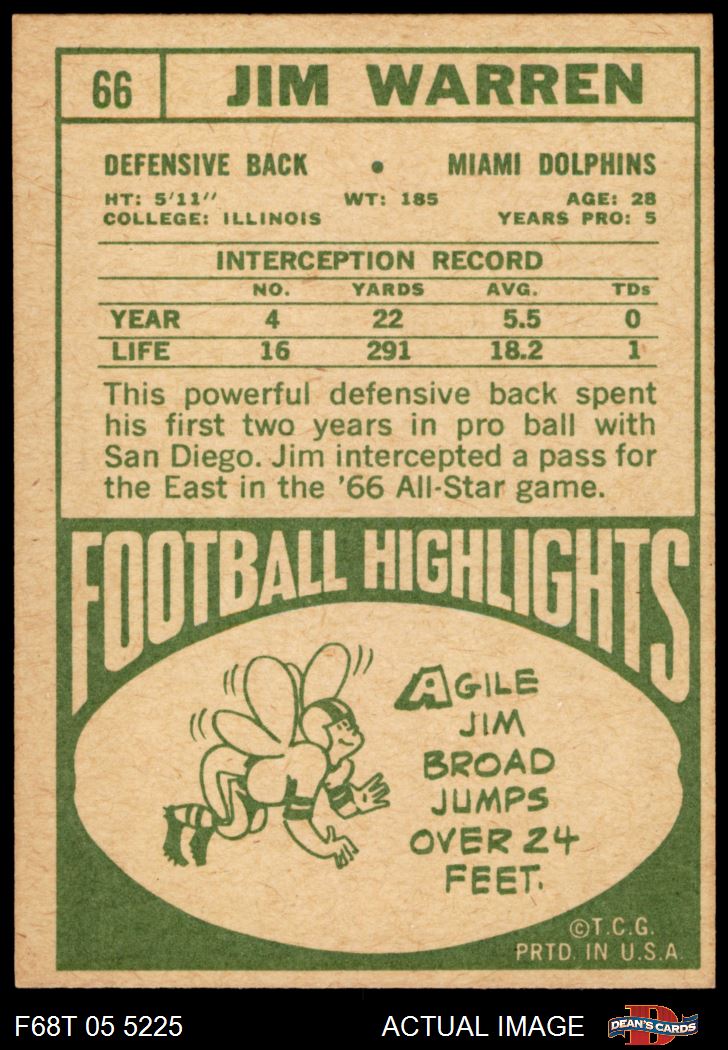 66 JIM WARREN
DEFENSIVE BACK • MIAMI DOLPHINS
HT: 5'11" WT: 185 AGE: 28
COLLEGE: ILLINOIS YEARS PRO: 5
INTERCEPTION RECORD
NO. YARDS AVG. TDs
YEAR 4 22 5.5 0
LIFE 16 291 18.2 1
This powerful defensive back spent
his first two years in pro ball with
San Diego. Jim intercepted a pass for
the East in the '66 All-Star game.
FOOTBALL HIGHLIGHTS
AGILE
JIM
BROAD
JUMPS
OVER 24
FEET.
©T.C.G.
PRTD. IN U.S.A.
F68T 05 5225 ACTUAL IMAGE D DEAN'S CARDS